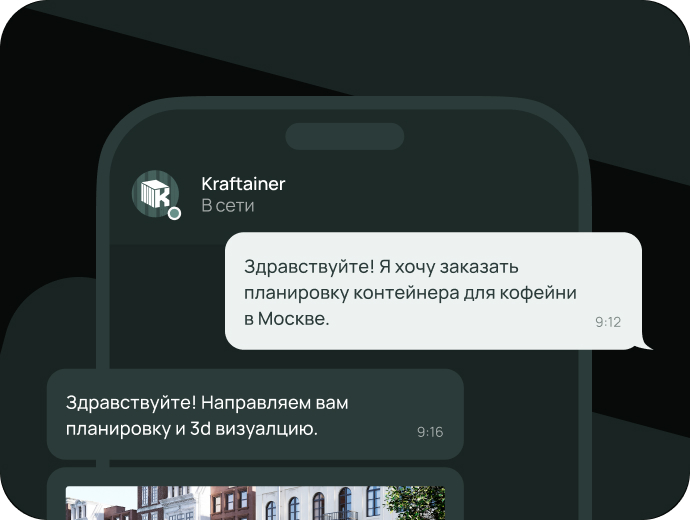 Kraftainer
В сети
Здравствуйте! Я хочу заказать
планировку контейнера для кофейни
в Москве.
9:12
Здравствуйте! Направляем вам
планировку и 3d визуалцию.
9:16